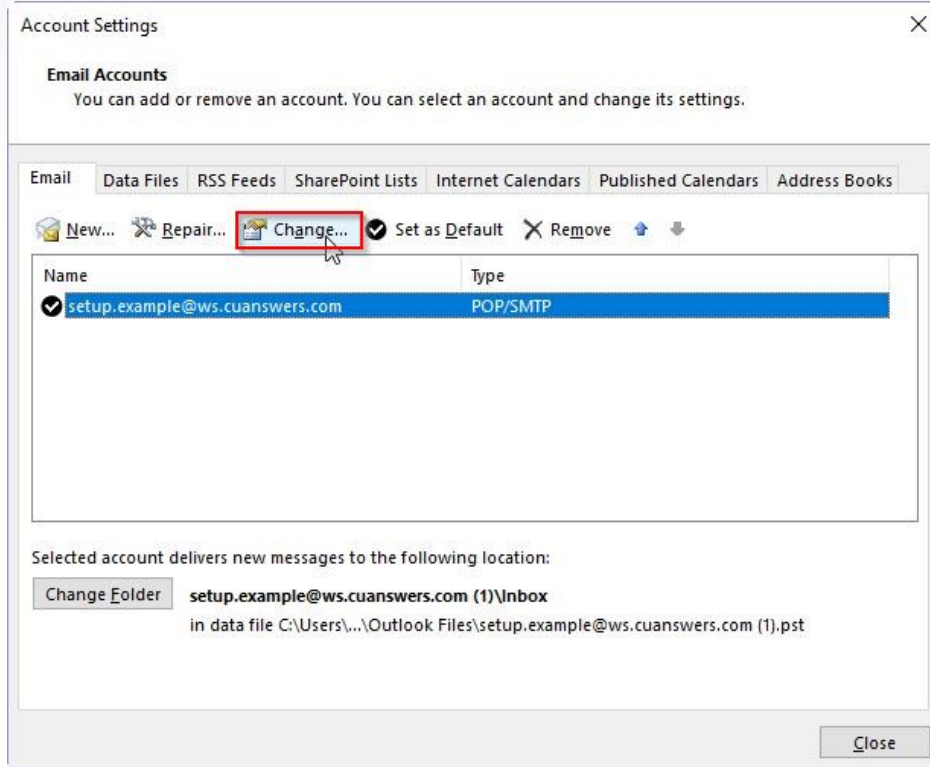 Account Settings
Email Accounts
You can add or remove an account. You can select an account and change its settings.
Email Data Files RSS Feeds SharePoint Lists Internet Calendars Published Calendars Address Books
New... Repair... Change... Set as Default Remove
Name Type
setup.example@ws.cuanswers.com POP/SMTP
Selected account delivers new messages to the following location:
Change Folder setup.example@ws.cuanswers.com (1)\Inbox
in data file C:\Users\...\Outlook Files\setup.example@ws.cuanswers.com (1).pst
Close